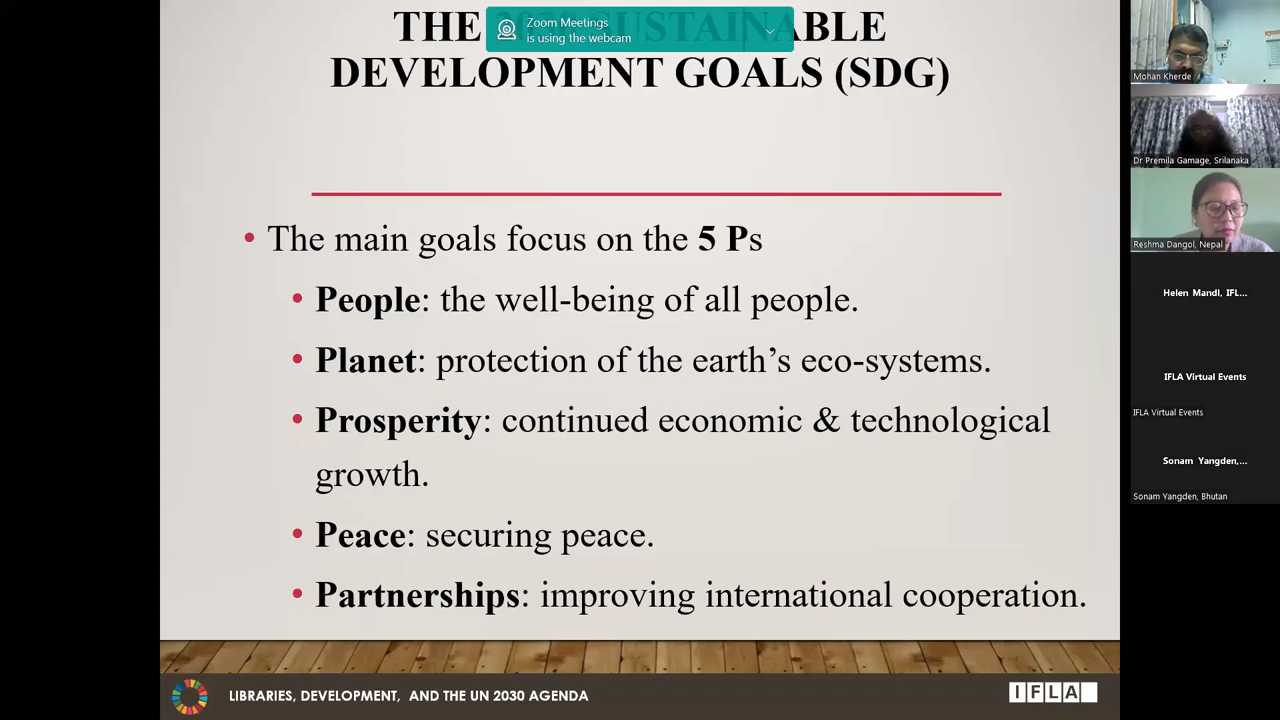 THE 2030 SUSTAINABLE
DEVELOPMENT GOALS (SDG)
Zoom Meetings
is using the webcam
• The main goals focus on the 5 Ps
• People: the well-being of all people.
• Planet: protection of the earth’s eco-systems.
• Prosperity: continued economic & technological
growth.
• Peace: securing peace.
• Partnerships: improving international cooperation.
LIBRARIES, DEVELOPMENT, AND THE UN 2030 AGENDA
IFLA
Mohan Kherde
Dr Premila Gamage, Srilanaka
Reshma Dangol, Nepal
Helen Mandl, IFL...
IFLA Virtual Events
IFLA Virtual Events
Sonam Yangden,...
Sonam Yangden, Bhutan